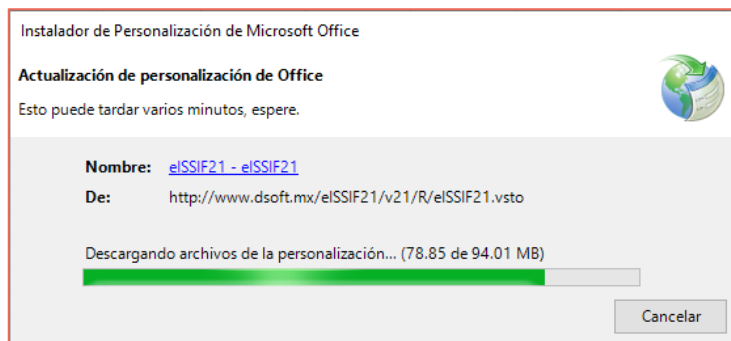 Instalador de Personalización de Microsoft Office
Actualización de personalización de Office
Esto puede tardar varios minutos, espere.
Nombre: eISSIF21 - eISSIF21
De: http://www.dsoft.mx/eISSIF21/v21/R/eISSIF21.vsto
Descargando archivos de la personalización... (78.85 de 94.01 MB)
Cancelar